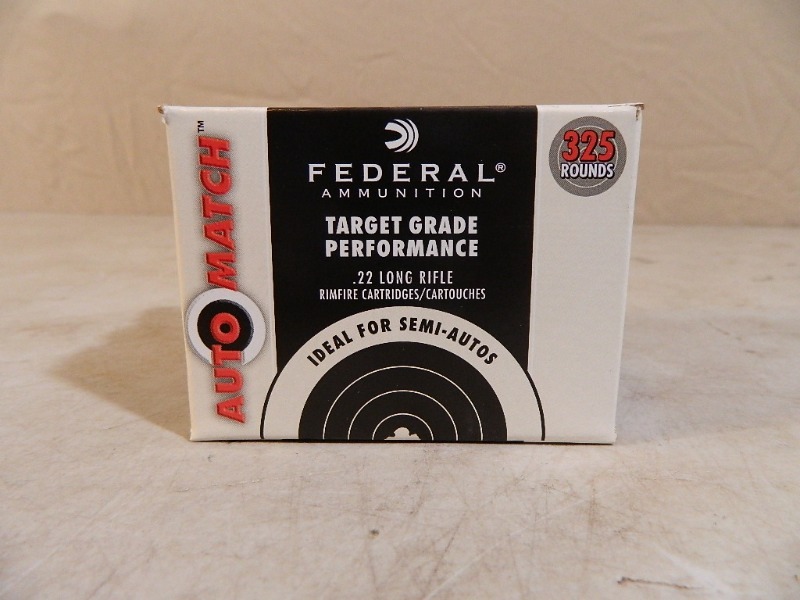 AUTO MATCH™
FEDERAL®
AMMUNITION
TARGET GRADE
PERFORMANCE
.22 LONG RIFLE
RIMFIRE CARTRIDGES/CARTOUCHES
IDEAL FOR SEMI-AUTOS
325
ROUNDS